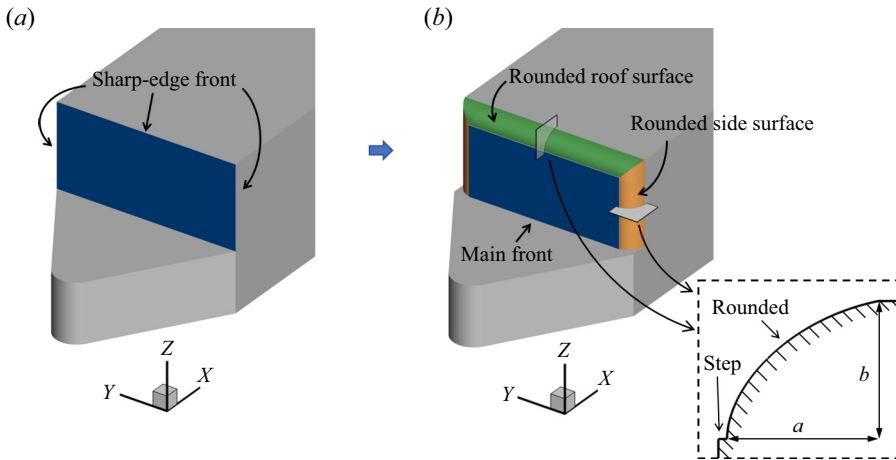 (a)
Sharp-edge front
Z
Y
X
(b)
Rounded roof surface
Rounded side surface
Main front
Z
Y
X
Rounded
Step
b
a